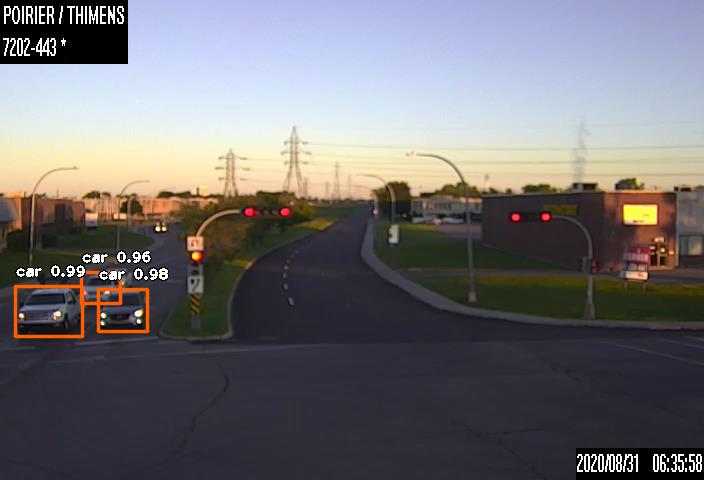 POIRIER / THIMENS
7202-443 *
car 0.96
car 0.99
car 0.98
2020/08/31 06:35:58